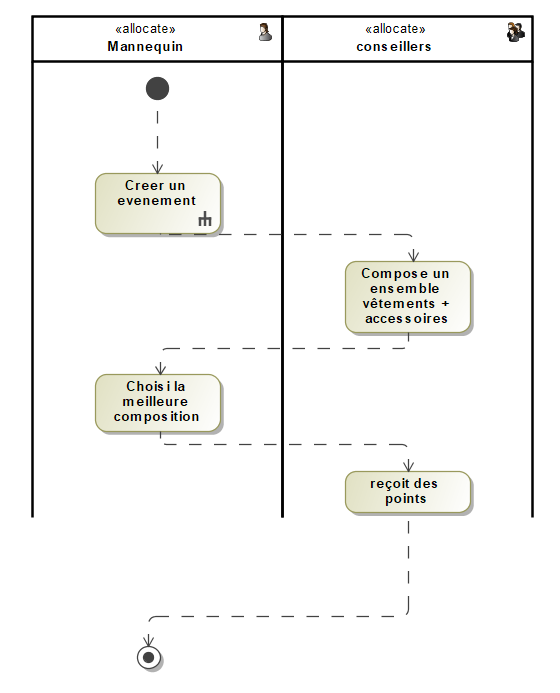 «allocate»
Mannequin
«allocate»
conseillers
Creer un
evenement
Compose un
ensemble
vêtements +
accessoires
Choisi la
meilleure
composition
reçoit des
points